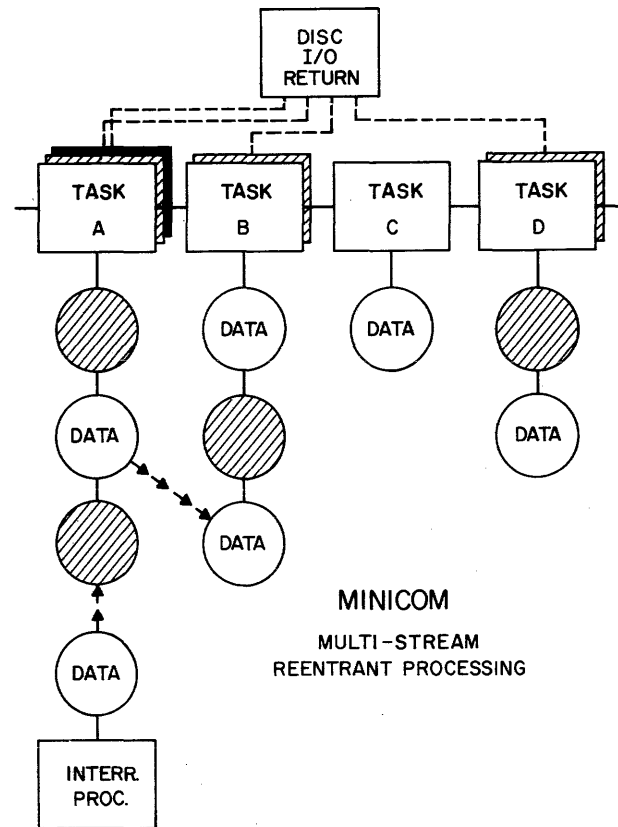 DISC
I/O
RETURN
TASK
A
TASK
B
TASK
C
TASK
D
DATA
DATA
DATA
DATA
DATA
DATA
INTERR.
PROC.
MINICOM
MULTI-STREAM
REENTRANT PROCESSING